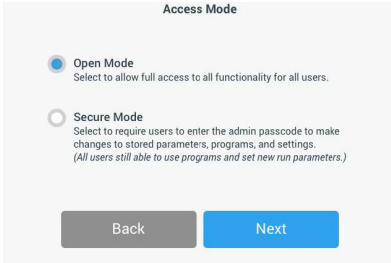 Access Mode
Open Mode
Select to allow full access to all functionality for all users.
Secure Mode
Select to require users to enter the admin passcode to make
changes to stored parameters, programs, and settings.
(All users still able to use programs and set new run parameters.)
Back
Next